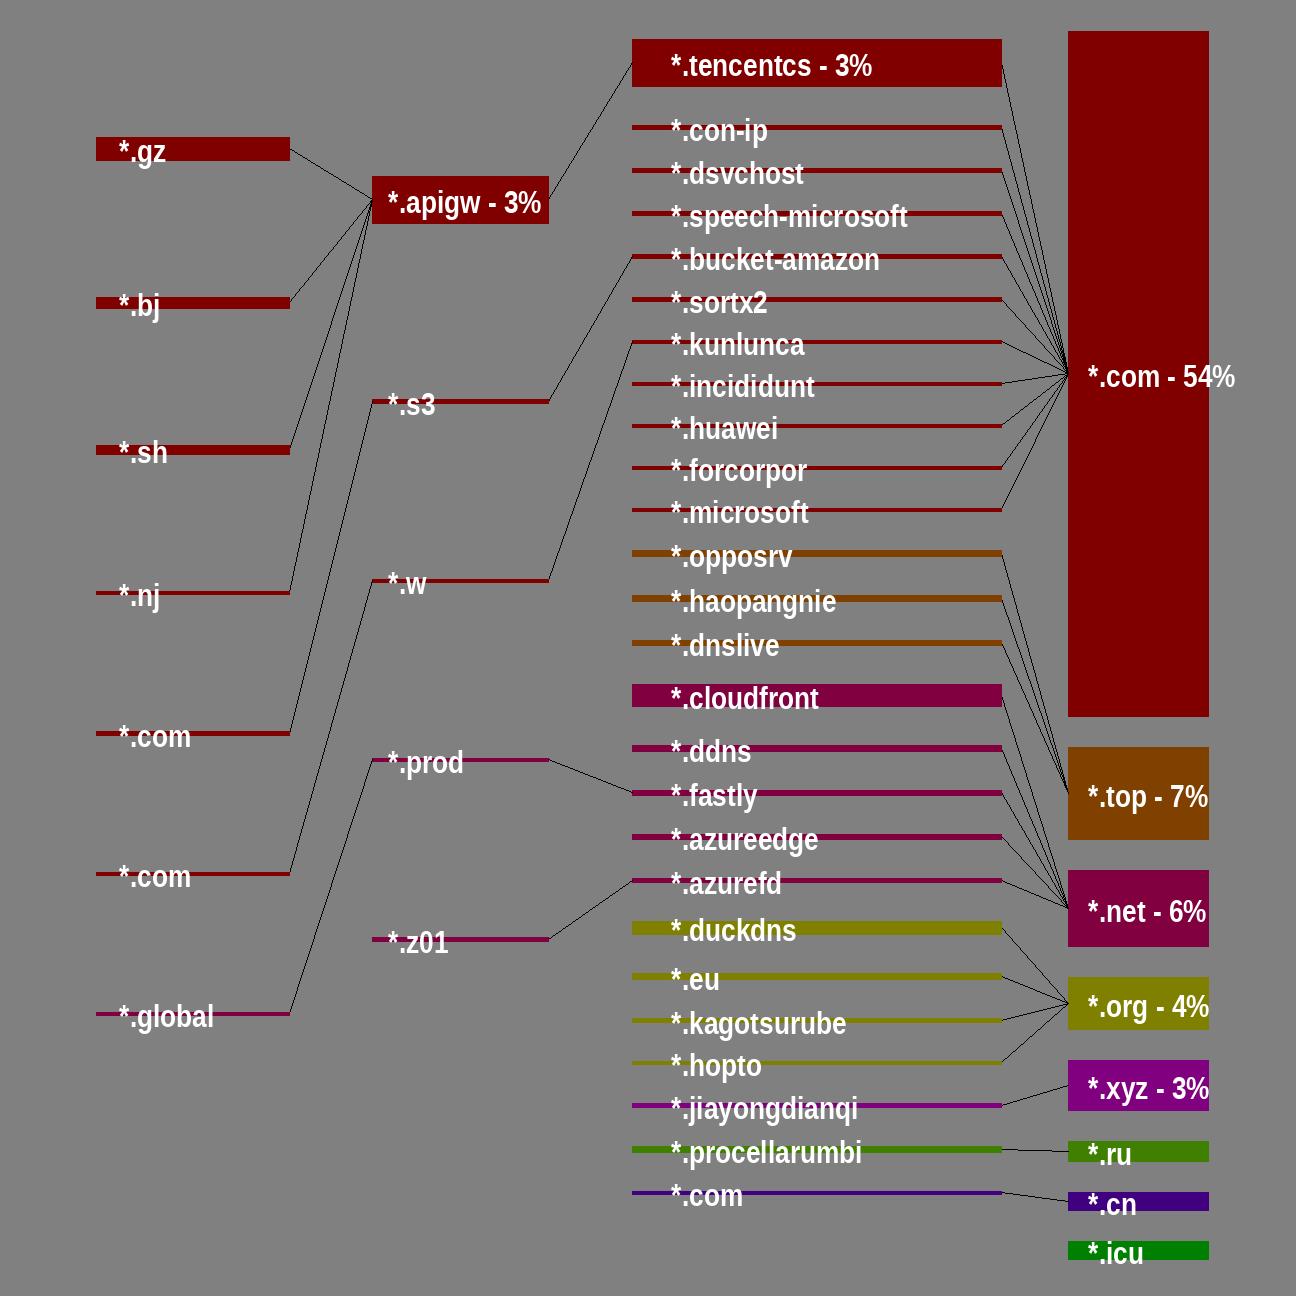 *.gz
*.bj
*.sh
*.nj
*.com
*.com
*.global
*.apigw - 3%
*.s3
*.w
*.prod
*.z01
*.tencentcs - 3%
*.con-ip
*.dsvchost
*.speech-microsoft
*.bucket-amazon
*.sortx2
*.kunlunca
*.incididunt
*.huawei
*.forcorpor
*.microsoft
*.opposrv
*.haopangnie
*.dnslive
*.cloudfront
*.ddns
*.fastly
*.azureedge
*.azurefd
*.duckdns
*.eu
*.kagotsurube
*.hopto
*.jiayongdianqi
*.procellarumbi
*.com
*.com - 54%
*.top - 7%
*.net - 6%
*.org - 4%
*.xyz - 3%
*.ru
*.cn
*.icu